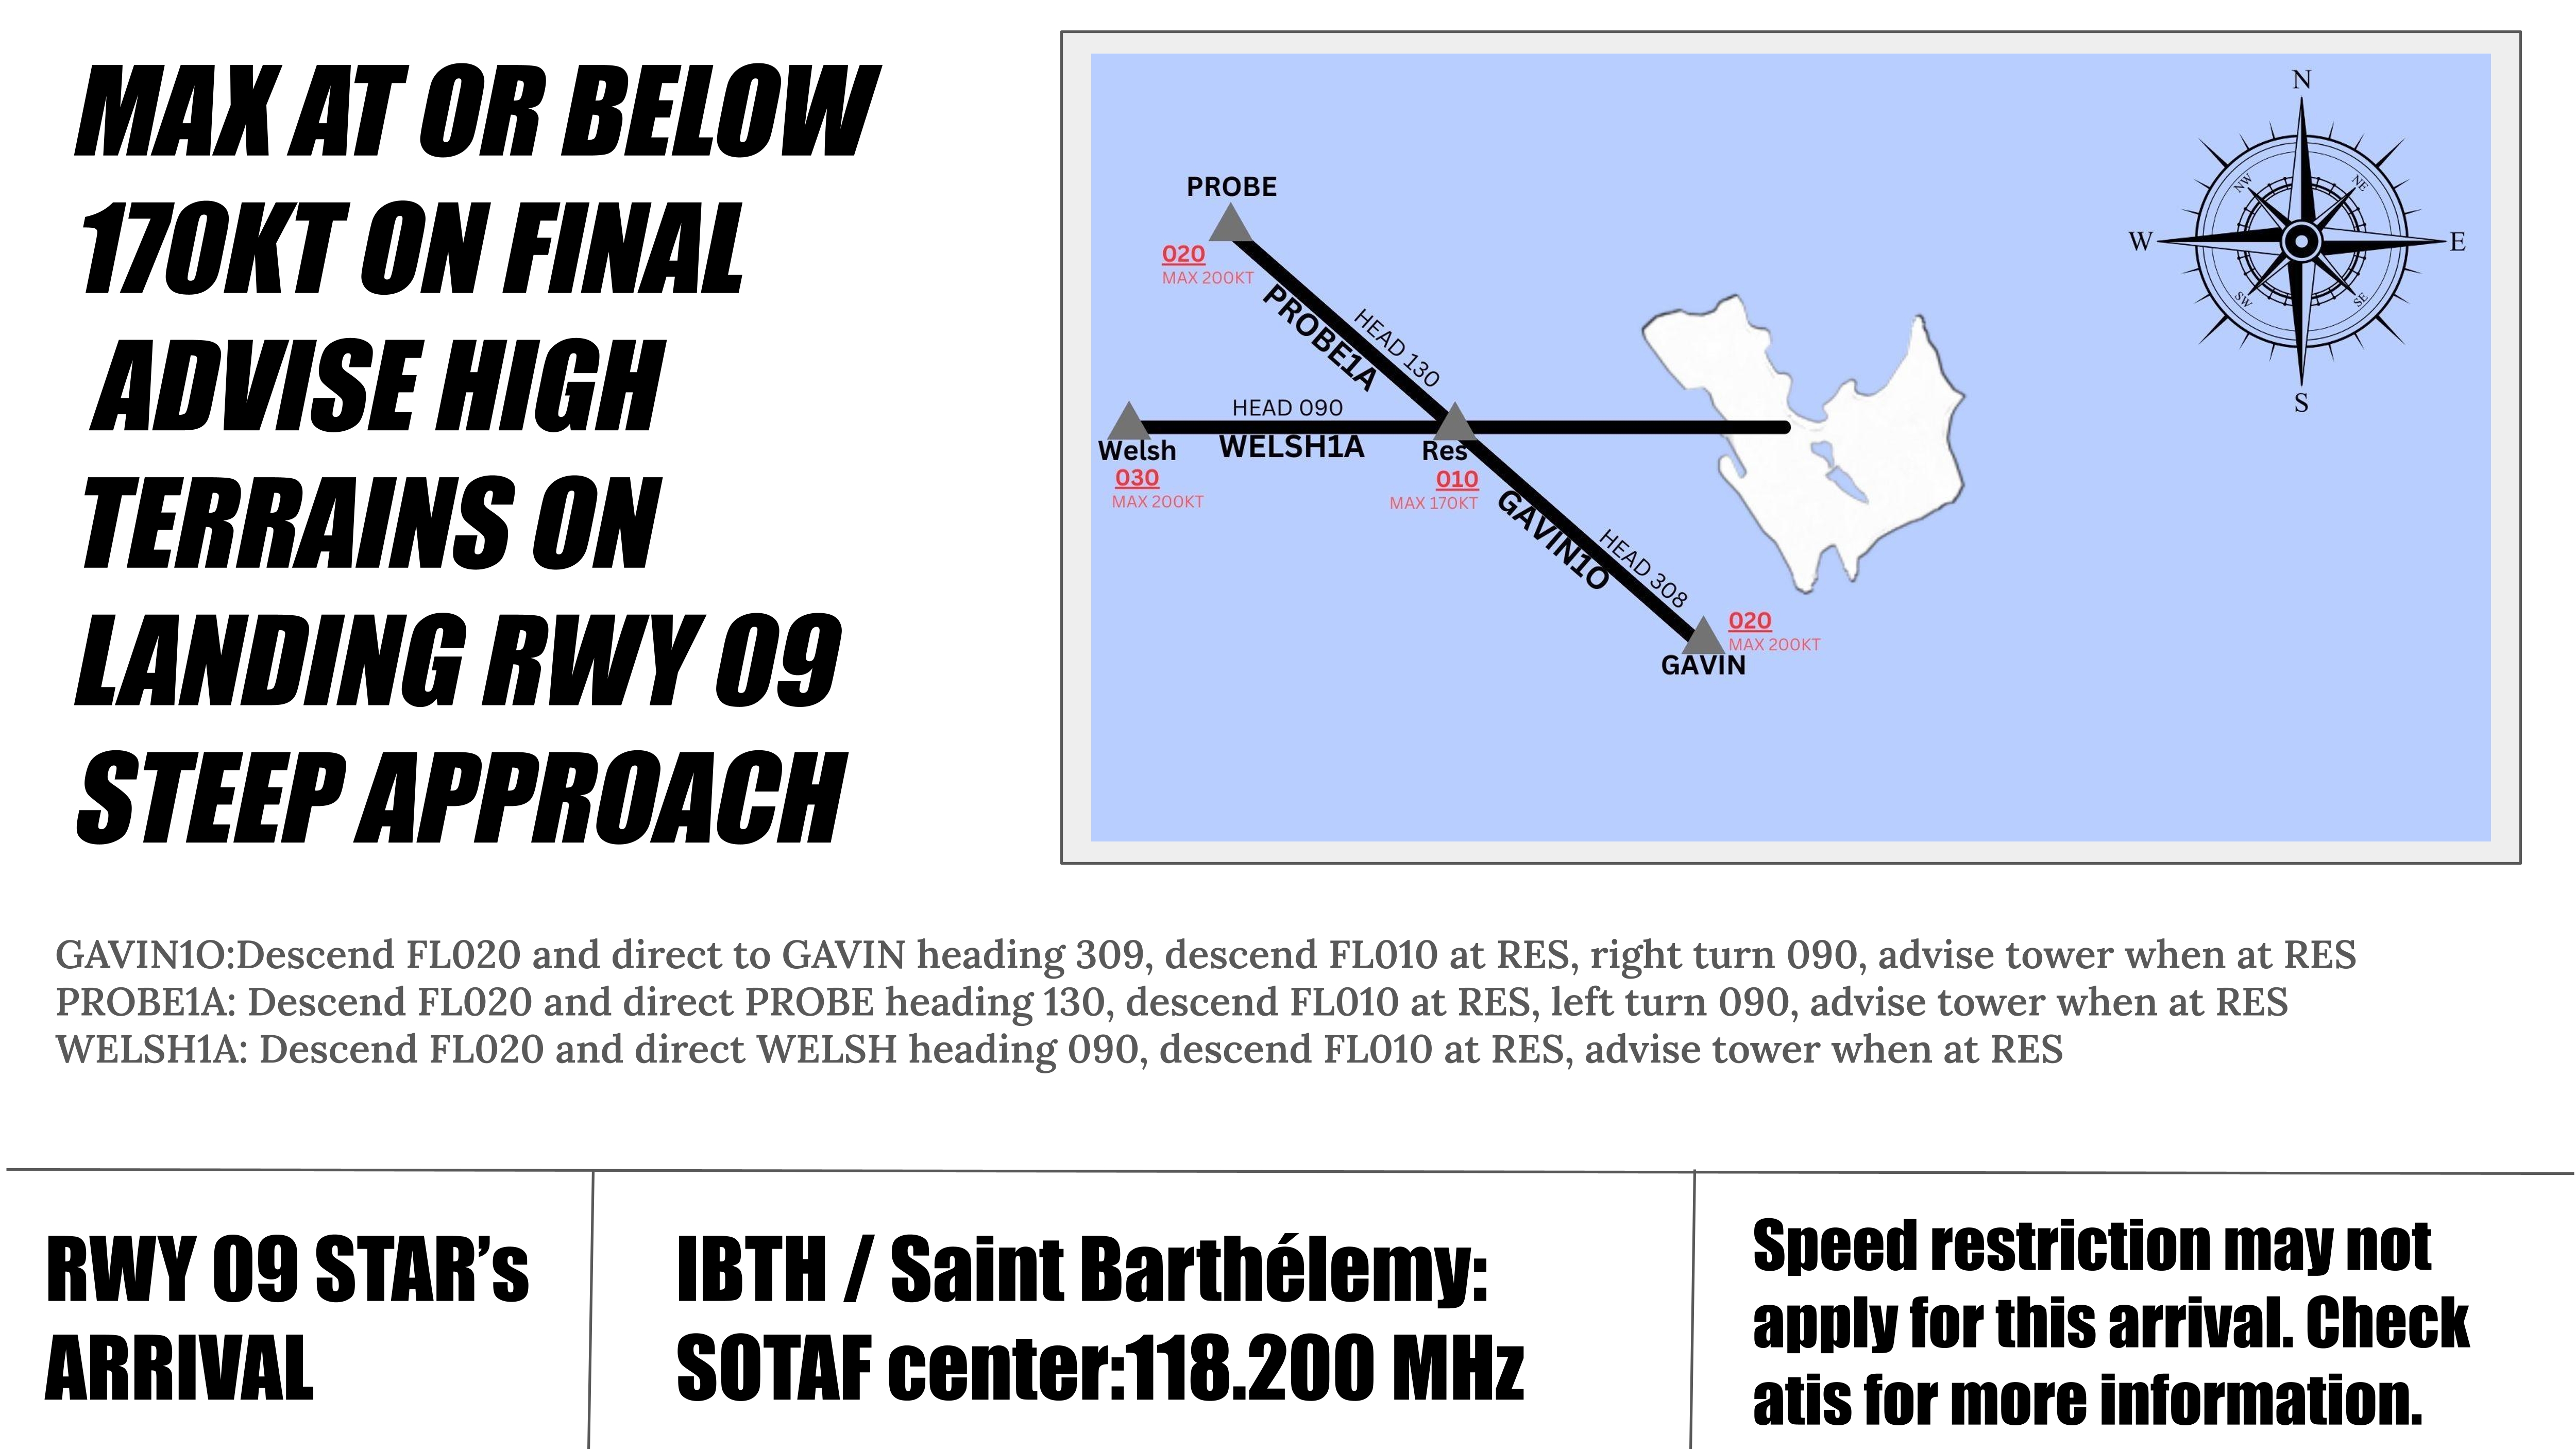 MAX AT OR BELOW
170KT ON FINAL
ADVISE HIGH
TERRAINS ON
LANDING RWY 09
STEEP APPROACH
N
NW
NE
W
E
SW
SE
S
PROBE
020
MAX 200KT
HEAD 130
PROBE1A
HEAD 090
WELSH1A
Welsh
030
MAX 200KT
Res
010
MAX 170KT
GAVIN1O
HEAD 308
020
MAX 200KT
GAVIN
GAVIN1O:Descend FL020 and direct to GAVIN heading 309, descend FL010 at RES, right turn 090, advise tower when at RES
PROBE1A: Descend FL020 and direct PROBE heading 130, descend FL010 at RES, left turn 090, advise tower when at RES
WELSH1A: Descend FL020 and direct WELSH heading 090, descend FL010 at RES, advise tower when at RES
RWY 09 STAR’s
ARRIVAL
IBTH / Saint Barthélemy:
SOTAF center:118.200 MHz
Speed restriction may not
apply for this arrival. Check
atis for more information.